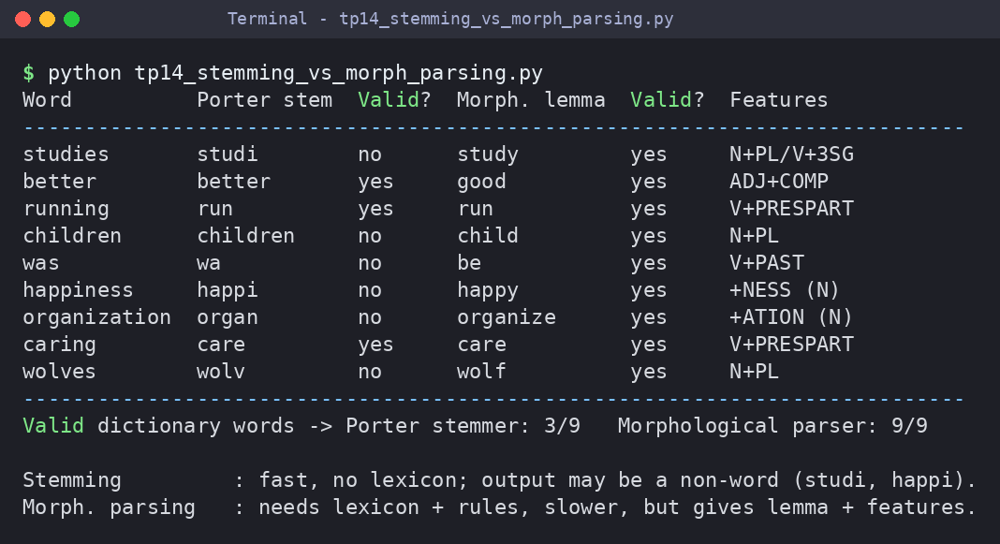 Terminal - tp14_stemming_vs_morph_parsing.py
$ python tp14_stemming_vs_morph_parsing.py
Word          Porter stem  Valid?  Morph. lemma  Valid?  Features
----------------------------------------------------------------------------
studies       studi        no      study         yes     N+PL/V+3SG
better        better       yes     good          yes     ADJ+COMP
running       run          yes     run           yes     V+PRESPART
children      children     no      child         yes     N+PL
was           wa           no      be            yes     V+PAST
happiness     happi        no      happy         yes     +NESS (N)
organization  organ        no      organize      yes     +ATION (N)
caring        care         yes     care          yes     V+PRESPART
wolves        wolv         no      wolf          yes     N+PL
----------------------------------------------------------------------------
Valid dictionary words -> Porter stemmer: 3/9   Morphological parser: 9/9
Stemming         : fast, no lexicon; output may be a non-word (studi, happi).
Morph. parsing   : needs lexicon + rules, slower, but gives lemma + features.